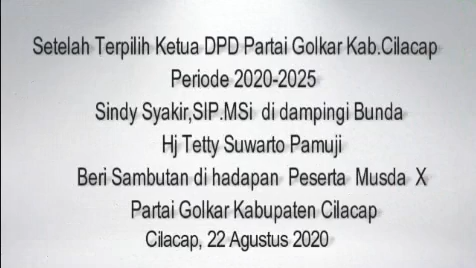 Setelah Terpilih Ketua DPD Partai Golkar Kab.Cilacap
Periode 2020-2025
Sindy Syakir,SIP.MSi di dampingi Bunda
Hj Tetty Suwarto Pamuji
Beri Sambutan di hadapan Peserta Musda X
Partai Golkar Kabupaten Cilacap
Cilacap, 22 Agustus 2020